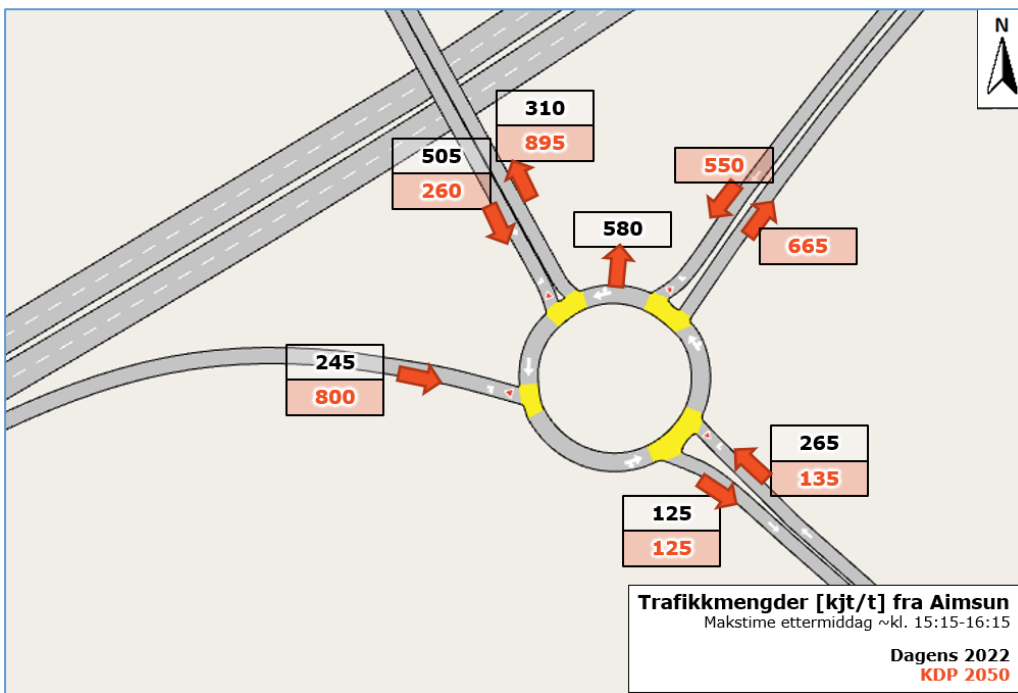 N
310
895
505
260
550
580
665
245
800
265
135
125
125
Trafikkmengder [kjt/t] fra Aimsun
Makstime ettermiddag ~kl. 15:15-16:15
Dagens 2022
KDP 2050